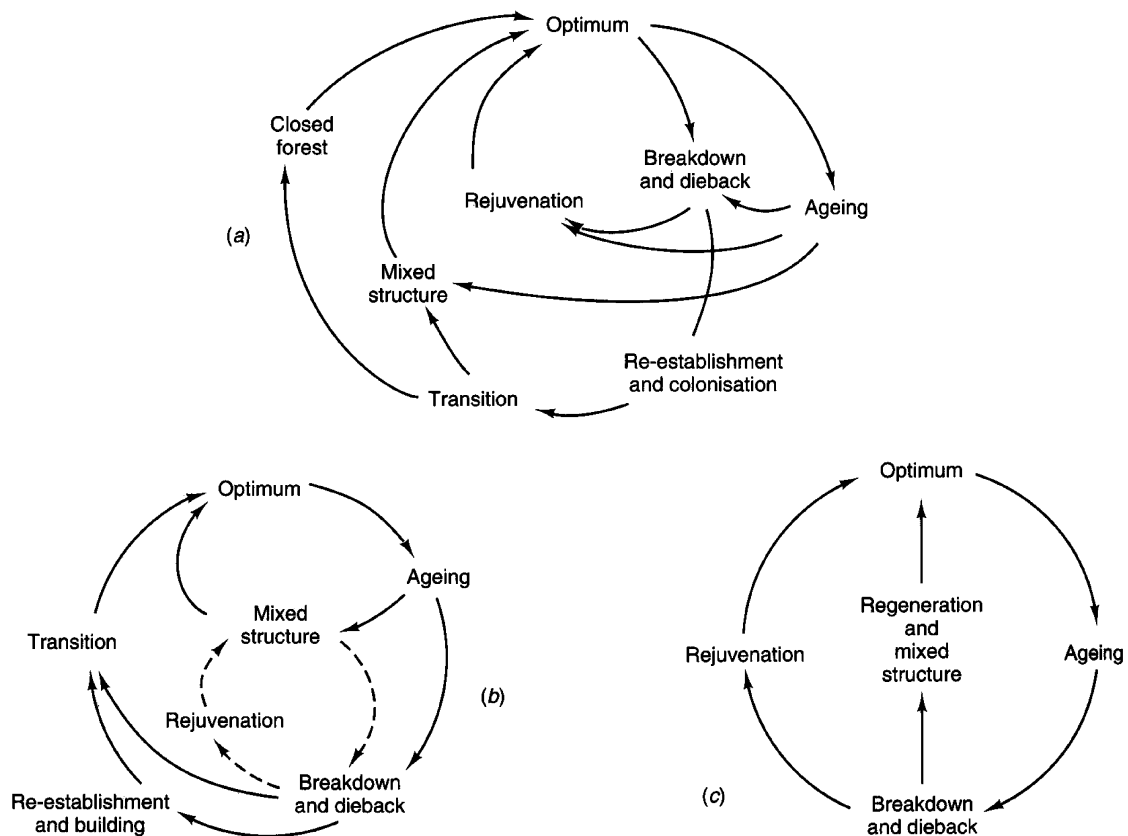 Optimum
Closed
forest
Breakdown
and dieback
Rejuvenation
Ageing
(a)
Mixed
structure
Re-establishment
and colonisation
Transition
Optimum
Ageing
Mixed
structure
Transition
(b)
Rejuvenation
Breakdown
and dieback
Re-establishment
and building
Optimum
Regeneration
and
mixed
structure
Rejuvenation
Ageing
(c)
Breakdown
and dieback